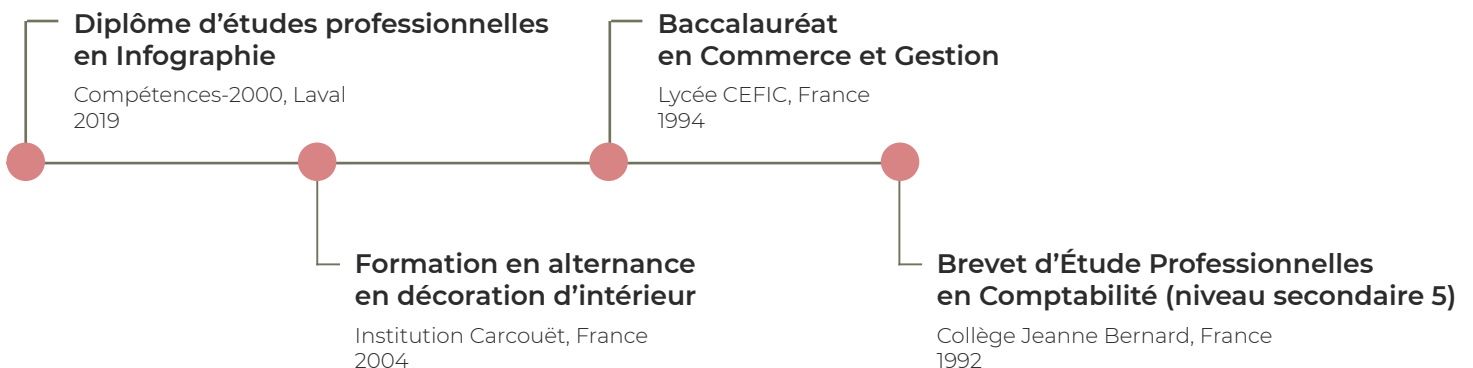 Diplôme d’études professionnelles
en Infographie
Compétences-2000, Laval
2019
Baccalauréat
en Commerce et Gestion
Lycée CEFIC, France
1994
Formation en alternance
en décoration d’intérieur
Institution Carcouët, France
2004
Brevet d’Étude Professionnelles
en Comptabilité (niveau secondaire 5)
Collège Jeanne Bernard, France
1992